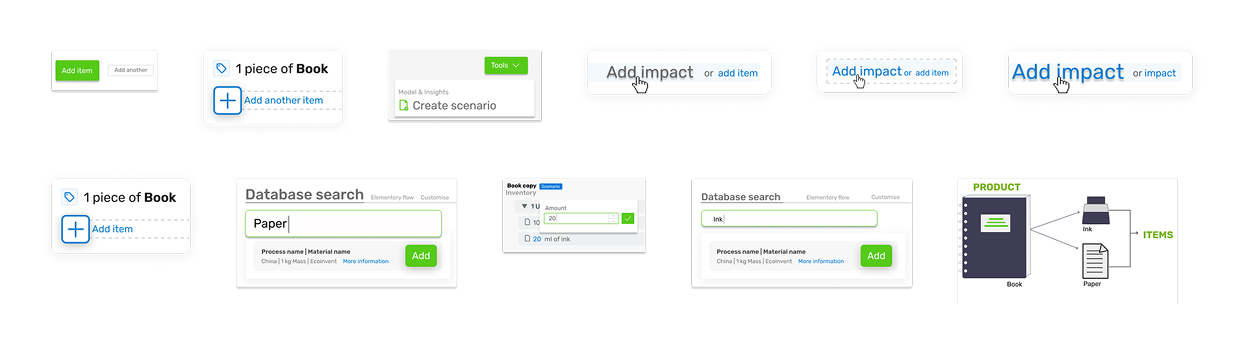 Add item
Add another
1 piece of Book
Add another item
Tools
Model & Insights
Create scenario
Add impact or add item
Add impact or add item
Add impact or impact
1 piece of Book
Add item
Database search Elementary flow Customise
Paper
Process name | Material name
China | 1 kg Mass | Ecoinvent More information
Add
Book copy Scenario
Inventory
1 U
Amount
10
20
20 ml of ink
Database search Elementary flow Customise
Ink
Process name | Material name
China | 1 kg Mass | Ecoinvent More information
Add
PRODUCT
Ink
ITEMS
Book
Paper